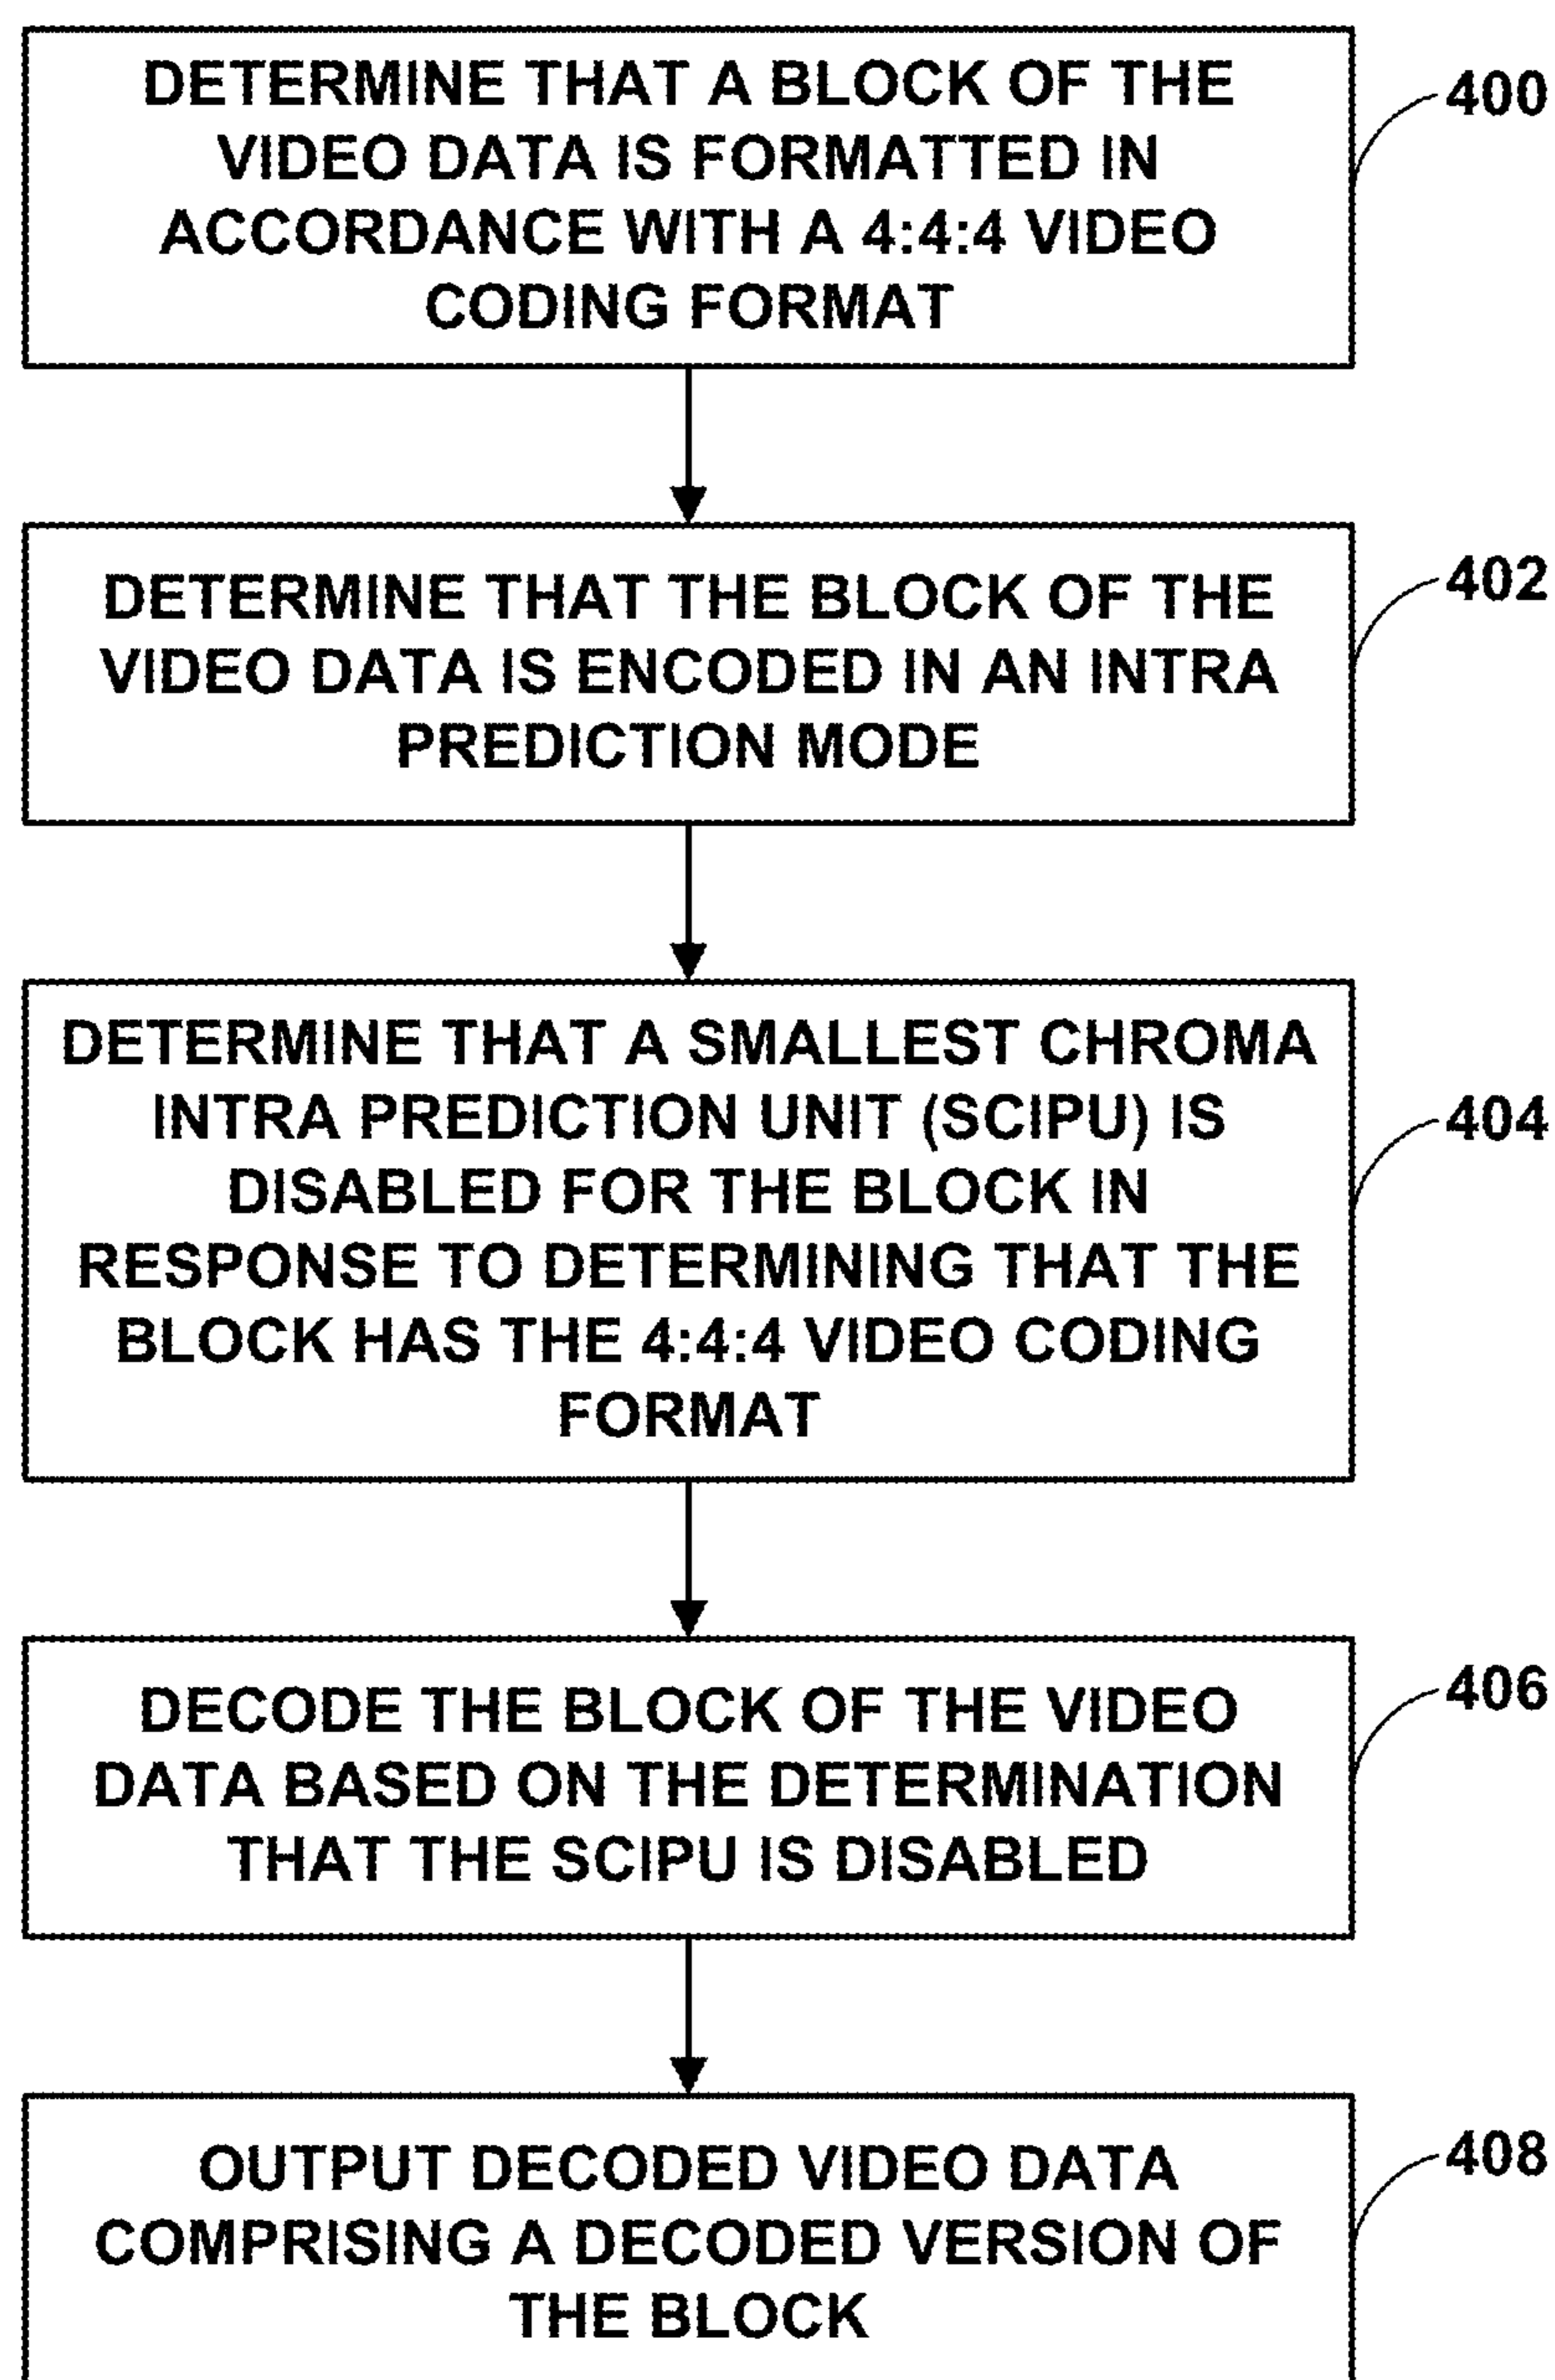 DETERMINE THAT A BLOCK OF THE
VIDEO DATA IS FORMATTED IN
ACCORDANCE WITH A 4:4:4 VIDEO
CODING FORMAT
400
DETERMINE THAT THE BLOCK OF THE
VIDEO DATA IS ENCODED IN AN INTRA
PREDICTION MODE
402
DETERMINE THAT A SMALLEST CHROMA
INTRA PREDICTION UNIT (SCIPU) IS
DISABLED FOR THE BLOCK IN
RESPONSE TO DETERMINING THAT THE
BLOCK HAS THE 4:4:4 VIDEO CODING
FORMAT
404
DECODE THE BLOCK OF THE VIDEO
DATA BASED ON THE DETERMINATION
THAT THE SCIPU IS DISABLED
406
OUTPUT DECODED VIDEO DATA
COMPRISING A DECODED VERSION OF
THE BLOCK
408